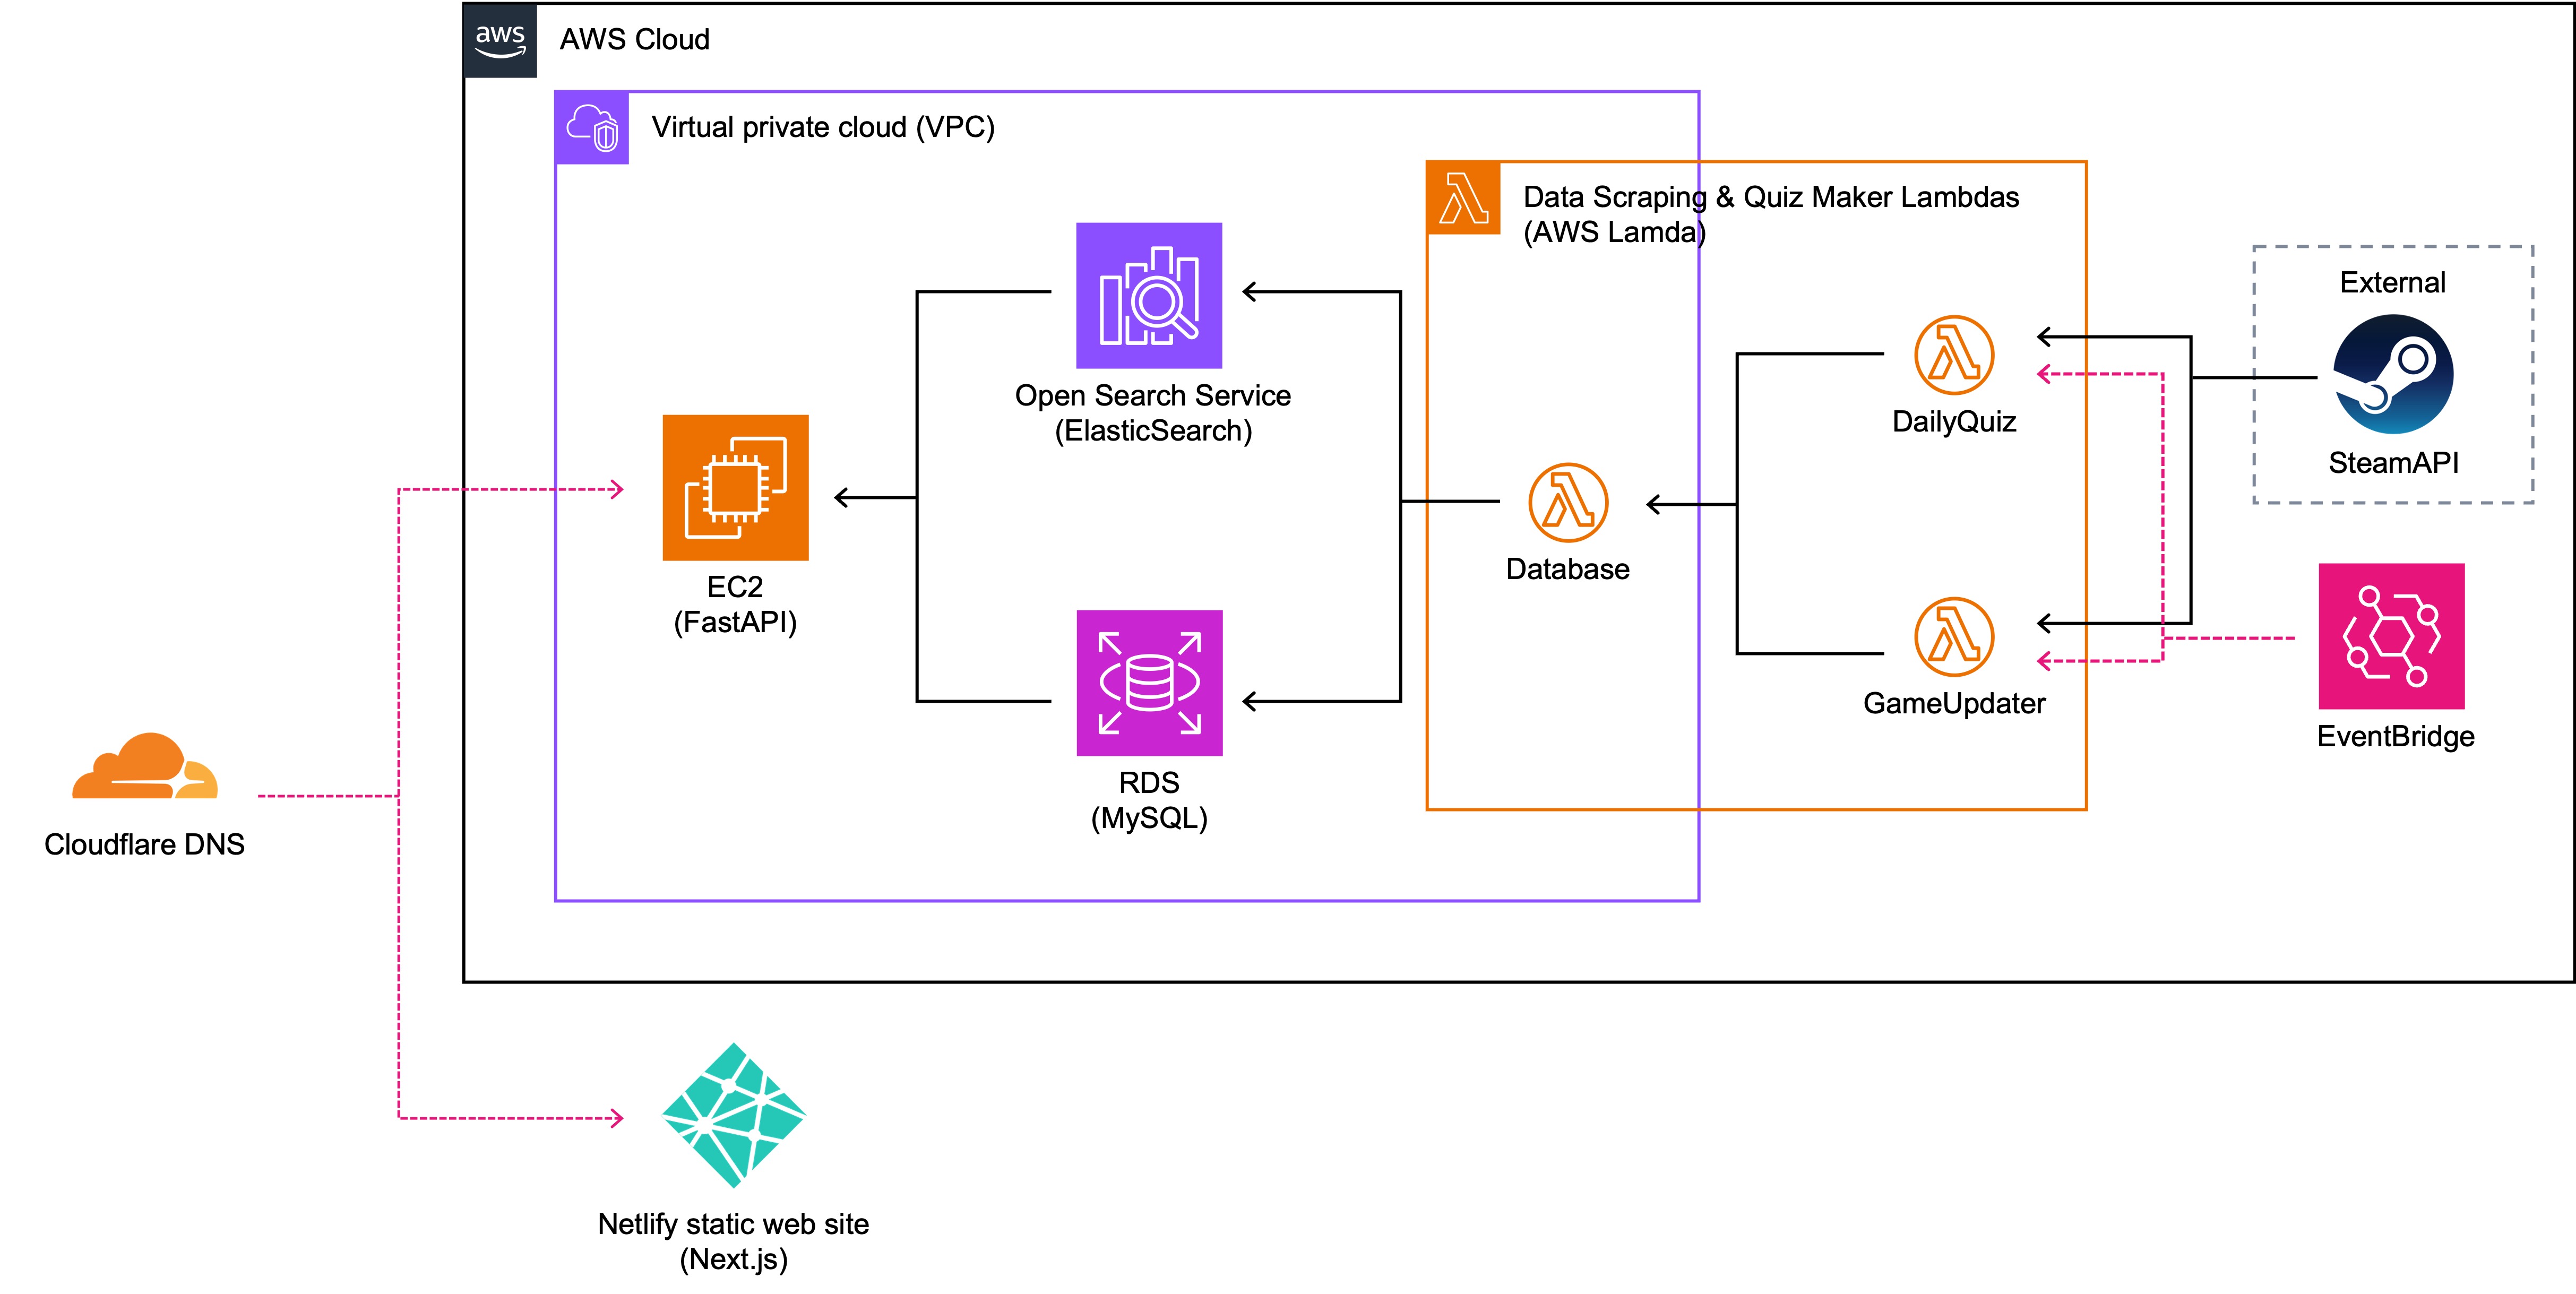 aws
AWS Cloud
Virtual private cloud (VPC)
Data Scraping & Quiz Maker Lambdas
(AWS Lamda)
External
SteamAPI
Open Search Service
(ElasticSearch)
DailyQuiz
EC2
(FastAPI)
Database
GameUpdater
EventBridge
RDS
(MySQL)
Cloudflare DNS
Netlify static web site
(Next.js)